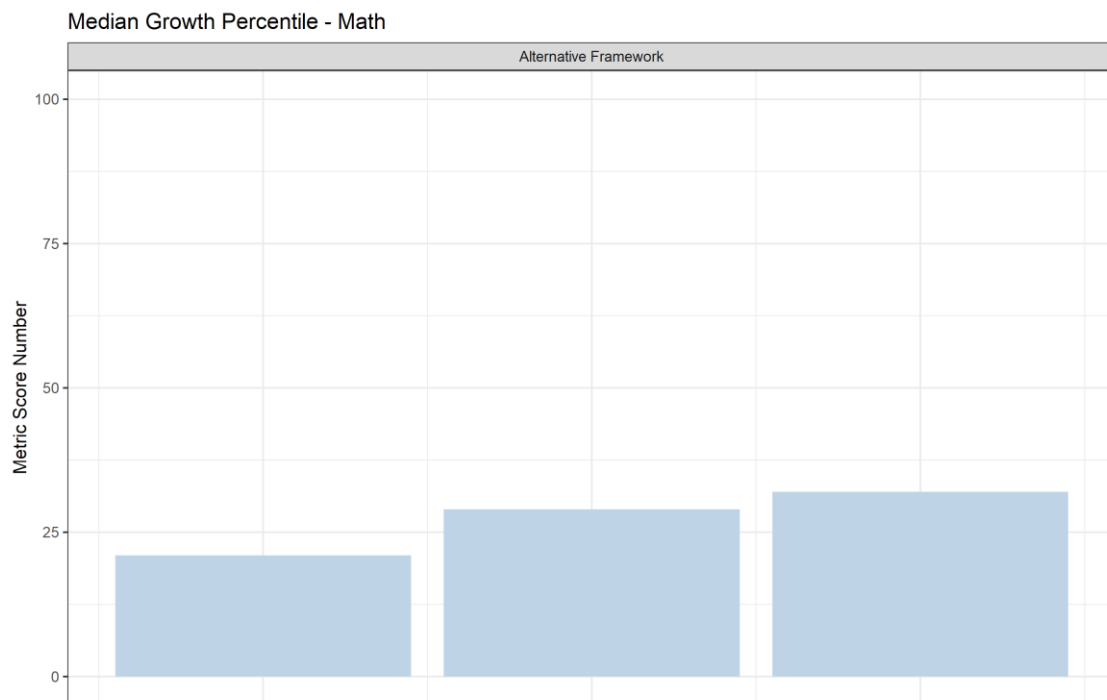 Median Growth Percentile - Math
Alternative Framework
100
75
50
25
0
Metric Score Number